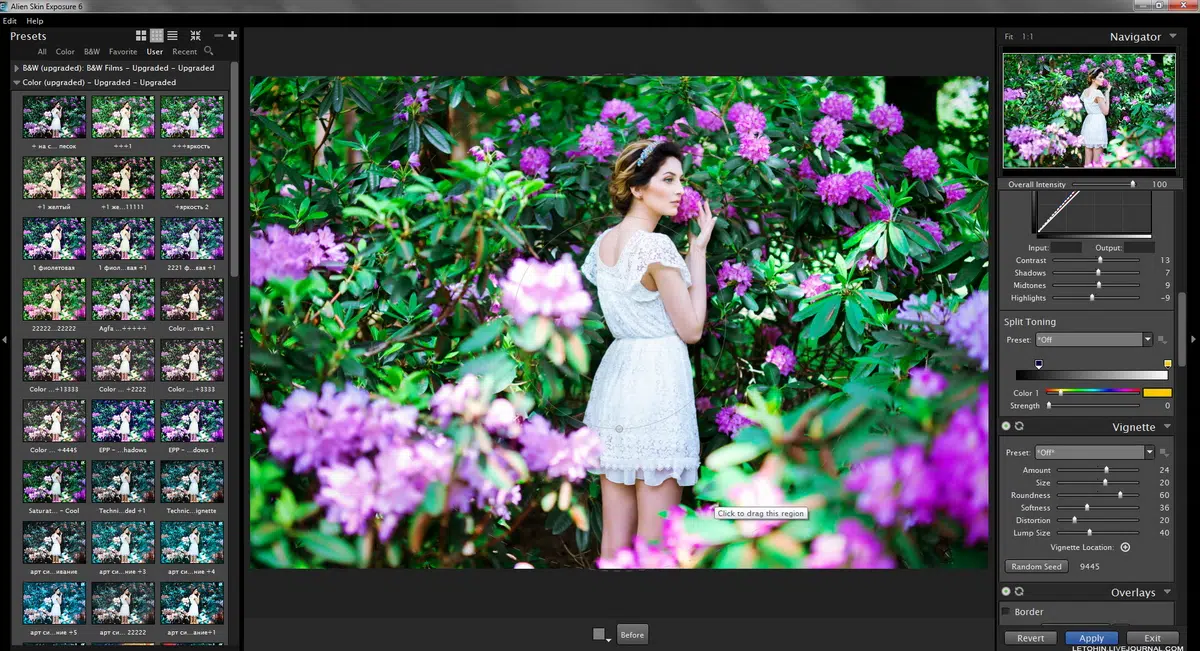 Alien Skin Exposure 6
Edit Help
Presets
All Color B&W Favorite User Recent
B&W (upgraded): B&W Films - Upgraded - Upgraded
Color (upgraded) - Upgraded - Upgraded
+ на с... песок +++1 +++яркость
+1 желтый +1 же...11111 +яркость 2
1 фиолетовая 1 фиол...вая +1 2221 ф...вая +1
22222...22222 Agfa ...+++++ Color ...ета +1
Color ...+13333 Color ...+2222 Color ...+3333
Color ...+4445 EPP - ...hadows EPP - ...dows 1
Saturat... - Cool Techni...ded +1 Technic...ignette
арт си...ивание арт си...ние +3 арт си...ние +4
арт си...ние +5 арт си... 22222 арт си...ание+1
Click to drag this region
Before
Fit 1:1 Navigator
Overall Intensity 100
Input: Output:
Contrast 13
Shadows 7
Midtones 9
Highlights -9
Split Toning
Preset: *Off
Color 1
Strength 0
Vignette
Preset: *Off*
Amount 24
Size 20
Roundness 60
Softness 36
Distortion 20
Lump Size 40
Vignette Location:
Random Seed 9445
Overlays
Border
Revert Apply Exit
LETOHIN.LIVEJOURNAL.COM